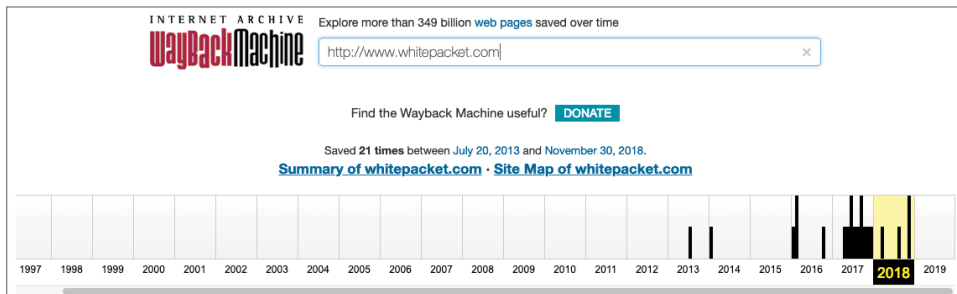 INTERNET ARCHIVE
WayBackMachine
Explore more than 349 billion web pages saved over time
http://www.whitepacket.com
×
Find the Wayback Machine useful? DONATE
Saved 21 times between July 20, 2013 and November 30, 2018.
Summary of whitepacket.com · Site Map of whitepacket.com
1997 1998 1999 2000 2001 2002 2003 2004 2005 2006 2007 2008 2009 2010 2011 2012 2013 2014 2015 2016 2017 2018 2019